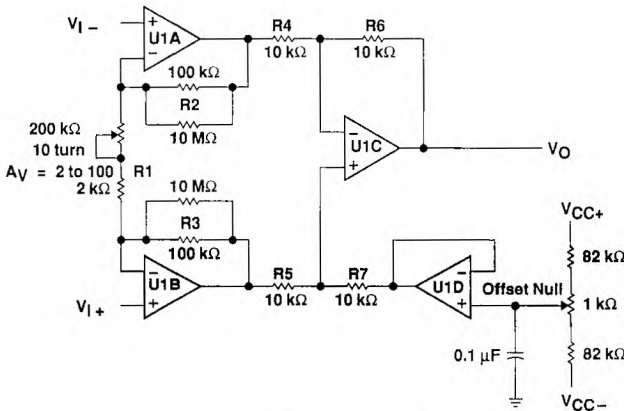 V_I−
+
−
U1A
R4
10 kΩ
R6
10 kΩ
100 kΩ
R2
10 MΩ
200 kΩ
10 turn
A_V = 2 to 100
R1
2 kΩ
−
+
U1C
V_O
10 MΩ
R3
100 kΩ
−
+
U1B
V_I+
R5
10 kΩ
R7
10 kΩ
−
+
U1D
Offset Null
0.1 μF
V_CC+
82 kΩ
1 kΩ
82 kΩ
V_CC−